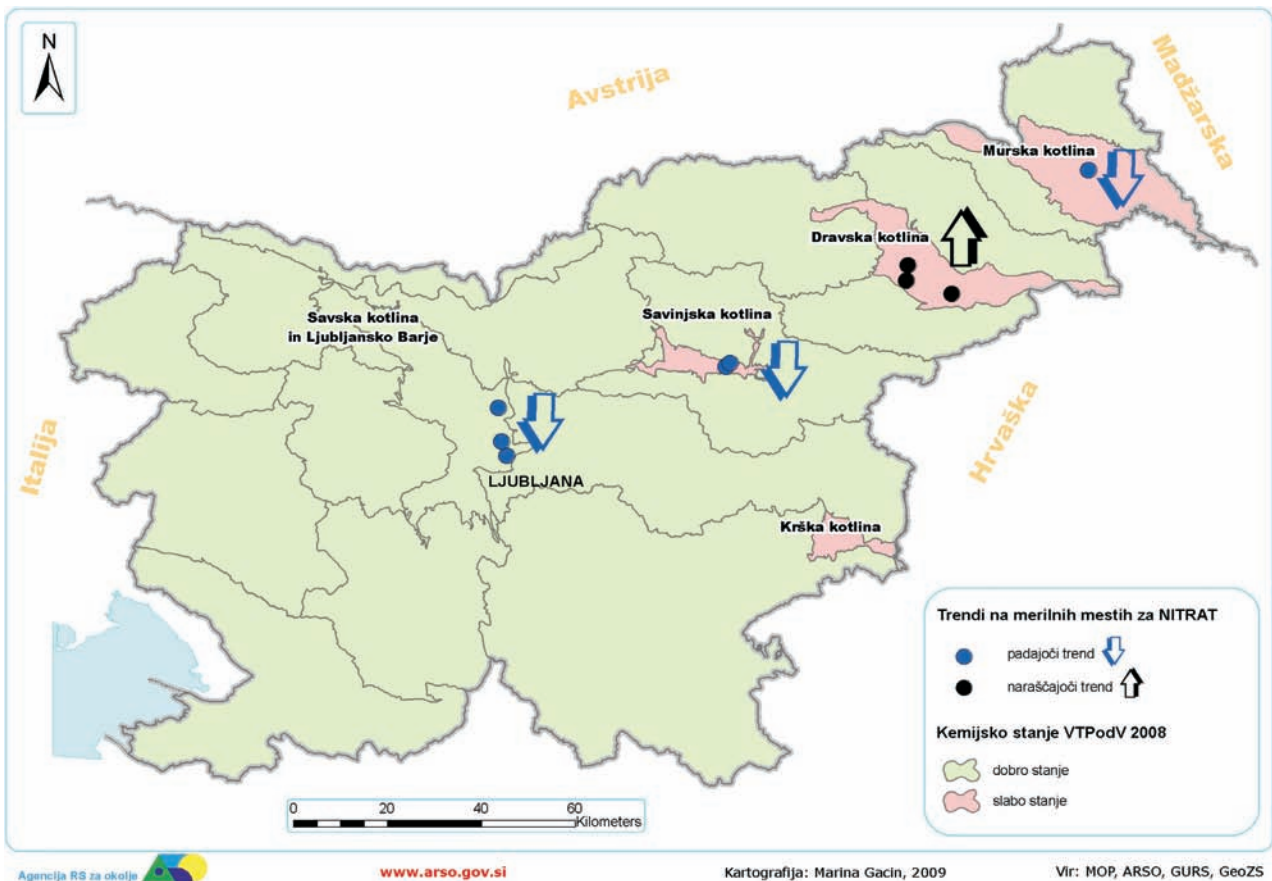 N
Avstrija
Madžarska
Murska kotlina
Dravska kotlina
Savska kotlina
in Ljubljansko Barje
Savinjska kotlina
Italija
Hrvaška
LJUBLJANA
Krška kotlina
Trendi na merilnih mestih za NITRAT
padajoči trend
naraščajoči trend
Kemijsko stanje VTPodV 2008
dobro stanje
slabo stanje
0 20 40 60
Kilometers
Agencija RS za okolje
www.arso.gov.si
Kartografija: Marina Gacin, 2009
Vir: MOP, ARSO, GURS, GeoZS